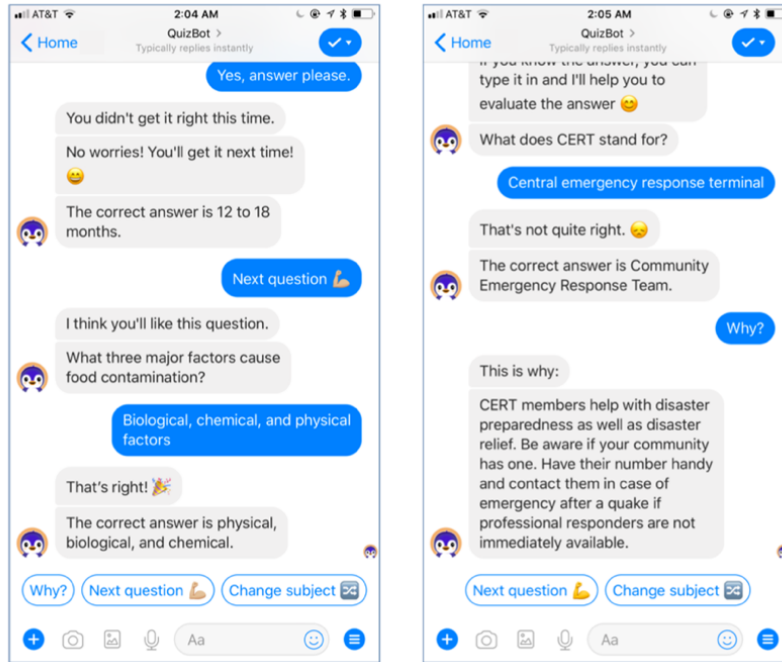 AT&T
2:04 AM
Home
QuizBot >
Typically replies instantly
Yes, answer please.
You didn't get it right this time.
No worries! You'll get it next time!
😄
The correct answer is 12 to 18
months.
Next question 💪🏼
I think you'll like this question.
What three major factors cause
food contamination?
Biological, chemical, and physical
factors
That's right! 🎉
The correct answer is physical,
biological, and chemical.
Why?
Next question 💪🏼
Change subject 🔀
Aa
AT&T
2:05 AM
Home
QuizBot >
Typically replies instantly
If you know the answer, you can
type it in and I'll help you to
evaluate the answer 😊
What does CERT stand for?
Central emergency response terminal
That's not quite right. 😞
The correct answer is Community
Emergency Response Team.
Why?
This is why:
CERT members help with disaster
preparedness as well as disaster
relief. Be aware if your community
has one. Have their number handy
and contact them in case of
emergency after a quake if
professional responders are not
immediately available.
Next question 💪
Change subject 🔀
Aa